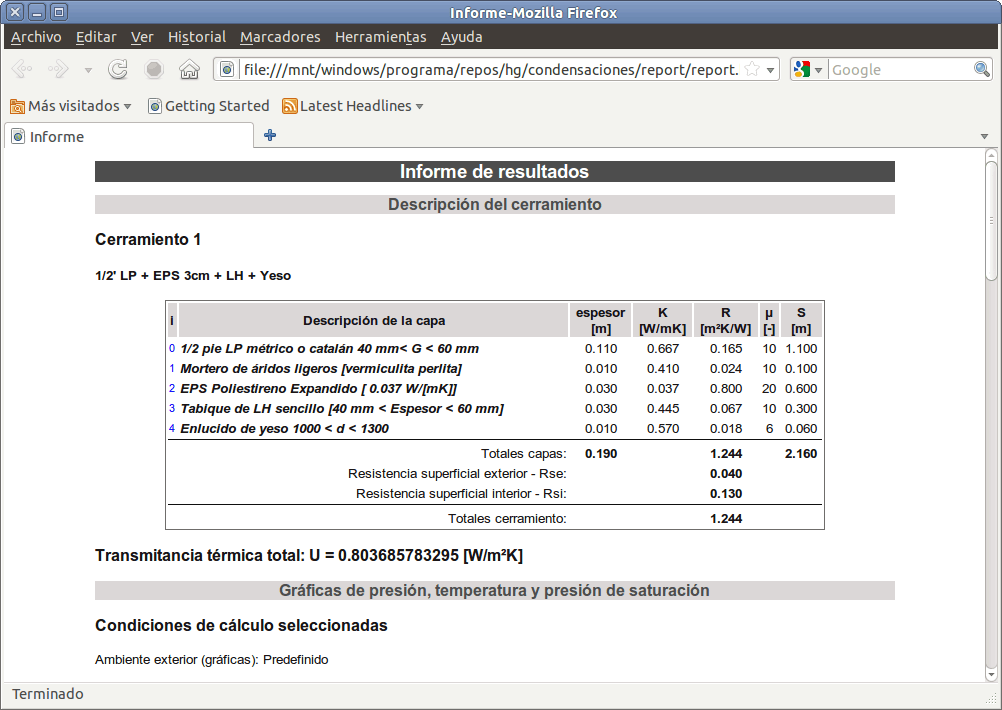 Informe-Mozilla Firefox
Archivo Editar Ver Historial Marcadores Herramientas Ayuda
file:///mnt/windows/programa/repos/hg/condensaciones/report/report. Google
Más visitados Getting Started Latest Headlines
Informe
Informe de resultados
Descripción del cerramiento
Cerramiento 1
1/2' LP + EPS 3cm + LH + Yeso
i Descripción de la capa espesor [m] K [W/mK] R [m²K/W] µ [-] S [m]
0 1/2 pie LP métrico o catalán 40 mm< G < 60 mm 0.110 0.667 0.165 10 1.100
1 Mortero de áridos ligeros [vermiculita perlita] 0.010 0.410 0.024 10 0.100
2 EPS Poliestireno Expandido [ 0.037 W/[mK]] 0.030 0.037 0.800 20 0.600
3 Tabique de LH sencillo [40 mm < Espesor < 60 mm] 0.030 0.445 0.067 10 0.300
4 Enlucido de yeso 1000 < d < 1300 0.010 0.570 0.018 6 0.060
Totales capas: 0.190 1.244 2.160
Resistencia superficial exterior - Rse: 0.040
Resistencia superficial interior - Rsi: 0.130
Totales cerramiento: 1.244
Transmitancia térmica total: U = 0.803685783295 [W/m²K]
Gráficas de presión, temperatura y presión de saturación
Condiciones de cálculo seleccionadas
Ambiente exterior (gráficas): Predefinido
Terminado